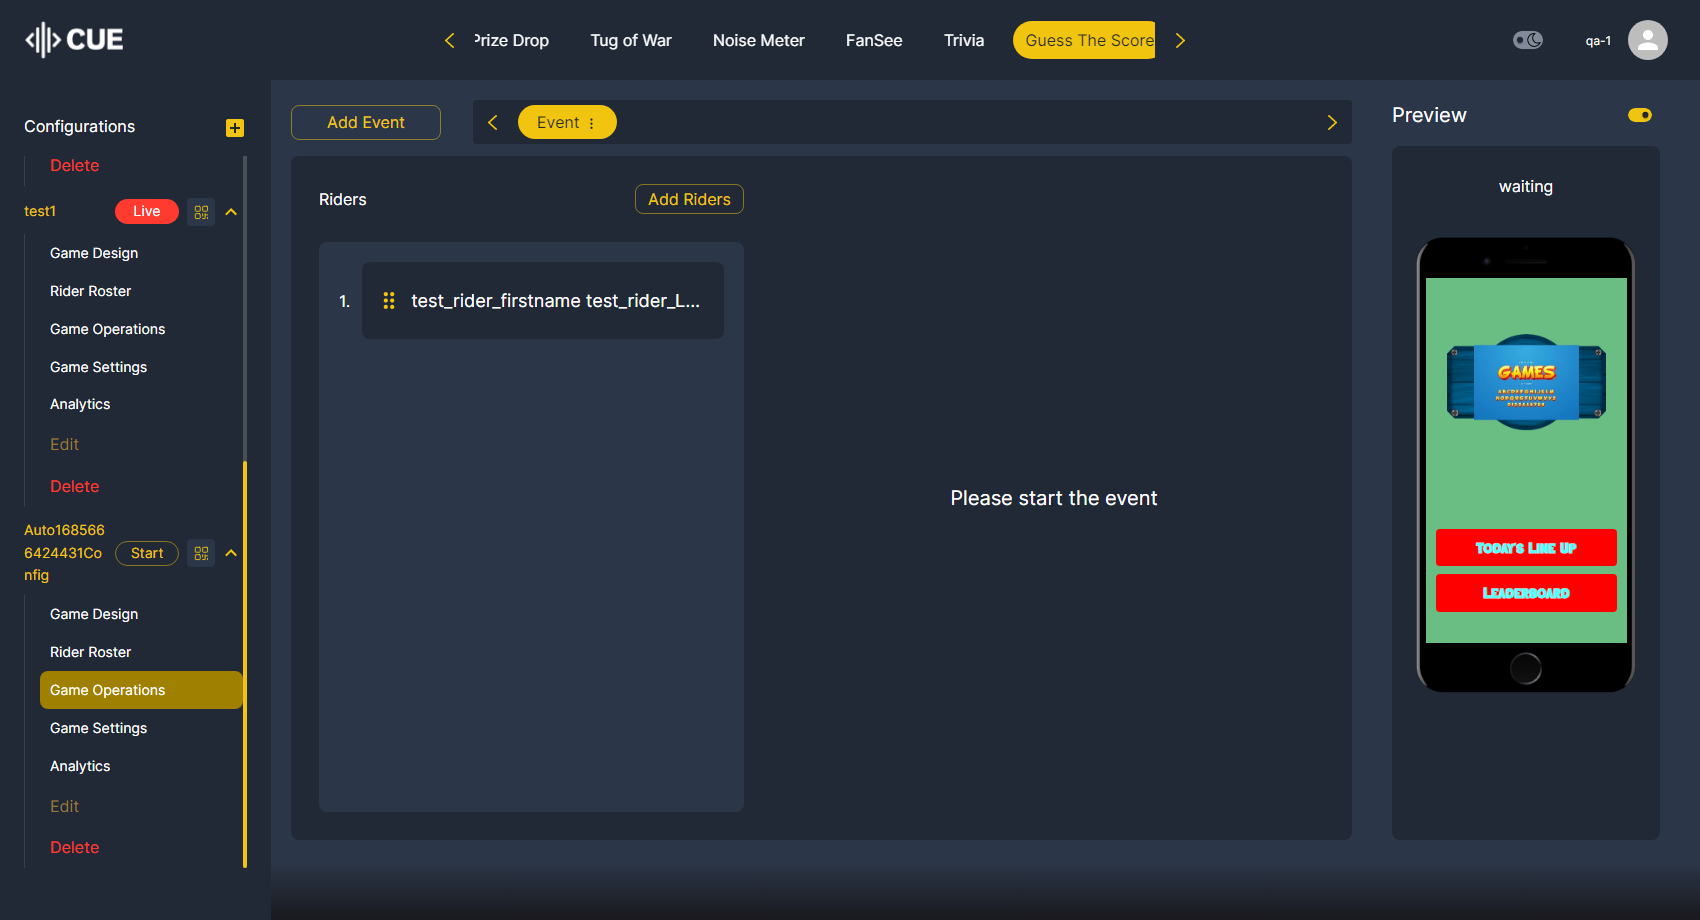 CUE
Prize Drop
Tug of War
Noise Meter
FanSee
Trivia
Guess The Score
qa-1
Configurations
Delete
test1
Live
Game Design
Rider Roster
Game Operations
Game Settings
Analytics
Edit
Delete
Auto168566
6424431Co
nfig
Start
Game Design
Rider Roster
Game Operations
Game Settings
Analytics
Edit
Delete
Add Event
Event
Riders
Add Riders
1.
test_rider_firstname test_rider_L...
Please start the event
Preview
waiting
GAMES
Today's Line Up
Leaderboard